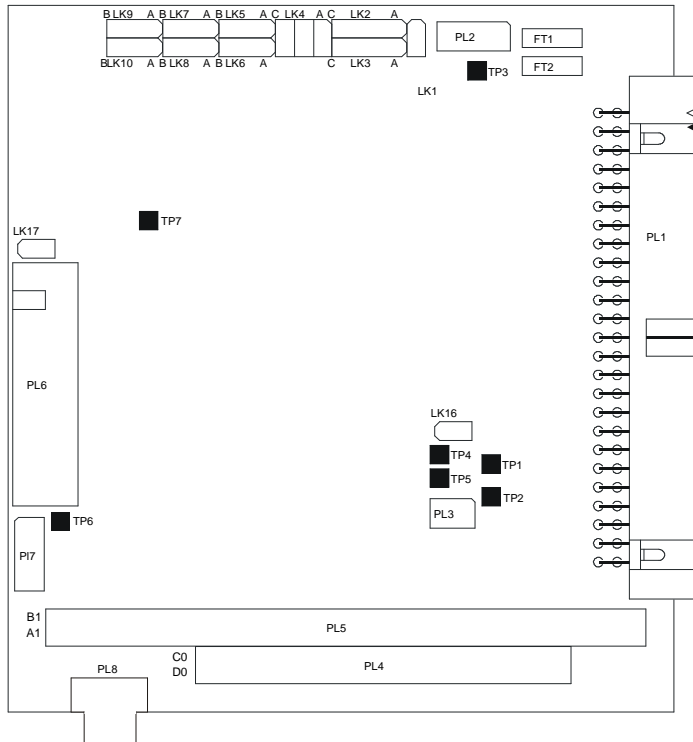 B LK9 A B LK7 A B LK5 A C LK4 A C LK2 A
BLK10 A B LK8 A B LK6 A C LK3 A
PL2
FT1
FT2
TP3
LK1
TP7
LK17
PL1
PL6
LK16
TP4
TP1
TP5
TP2
PL3
TP6
Pl7
B1
A1
PL5
C0
D0
PL4
PL8